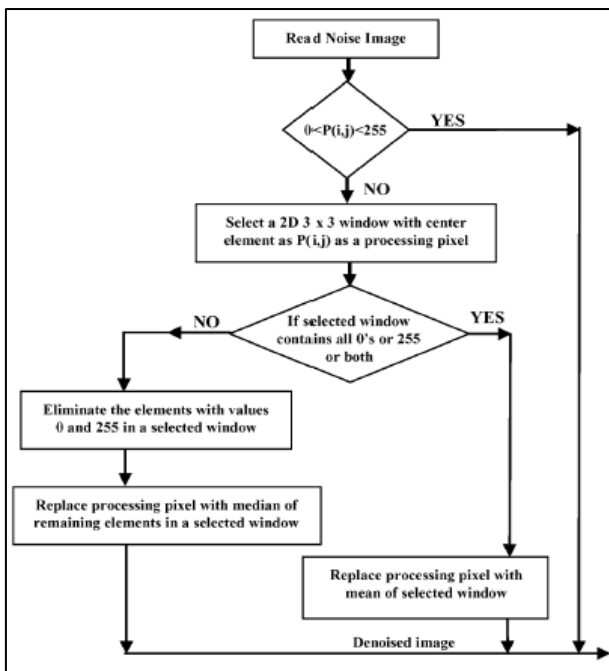 Read Noise Image
0<P(i,j)<255
YES
NO
Select a 2D 3 x 3 window with center
element as P(i,j) as a processing pixel
NO
If selected window
contains all 0's or 255
or both
YES
Eliminate the elements with values
0 and 255 in a selected window
Replace processing pixel with median of
remaining elements in a selected window
Replace processing pixel with
mean of selected window
Denoised image